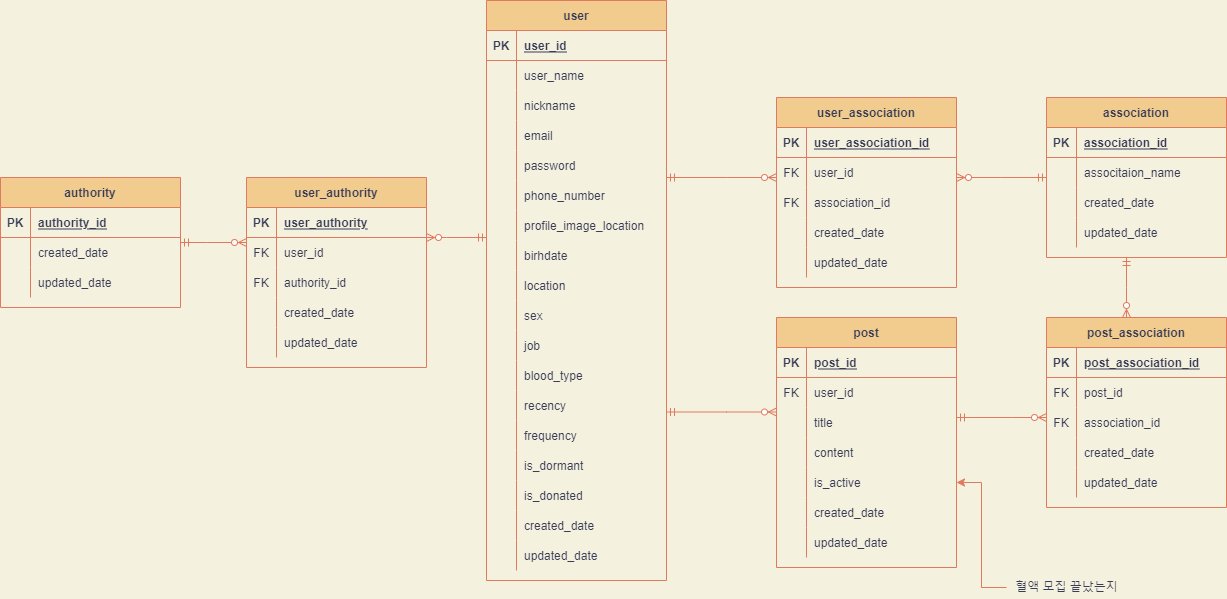 authority
PK authority_id
created_date
updated_date
user_authority
PK user_authority
FK user_id
FK authority_id
created_date
updated_date
user
PK user_id
user_name
nickname
email
password
phone_number
profile_image_location
birhdate
location
sex
job
blood_type
recency
frequency
is_dormant
is_donated
created_date
updated_date
user_association
PK user_association_id
FK user_id
FK association_id
created_date
updated_date
association
PK association_id
associtaion_name
created_date
updated_date
post
PK post_id
FK user_id
title
content
is_active
created_date
updated_date
post_association
PK post_association_id
FK post_id
FK association_id
created_date
updated_date
혈액 모집 끝났는지